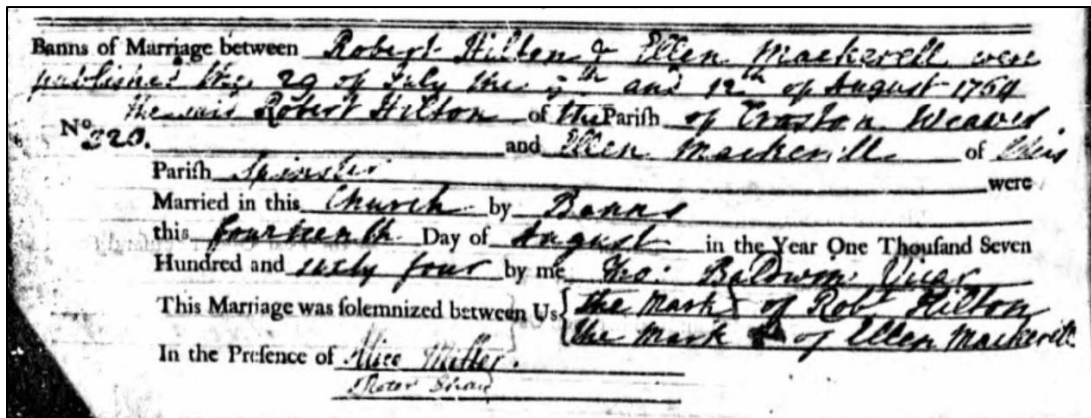 Banns of Marriage between Robert Hilton & Ellen Mackerell were
published the 29 of July the 5th and 12th of August 1764
the said Robert Hilton of the Parish of Croston Weaver
No 320. and Ellen Mackerell of this
Parish Spinster were
Married in this Church by Banns
this fourteenth Day of August in the Year One Thousand Seven
Hundred and sixty four by me Tho: Baldwin Vicar
This Marriage was solemnized between Us { the Mark of Robt Hilton
the Mark of Ellen Mackerell
In the Presence of Alice Miller.
Peter Shaw